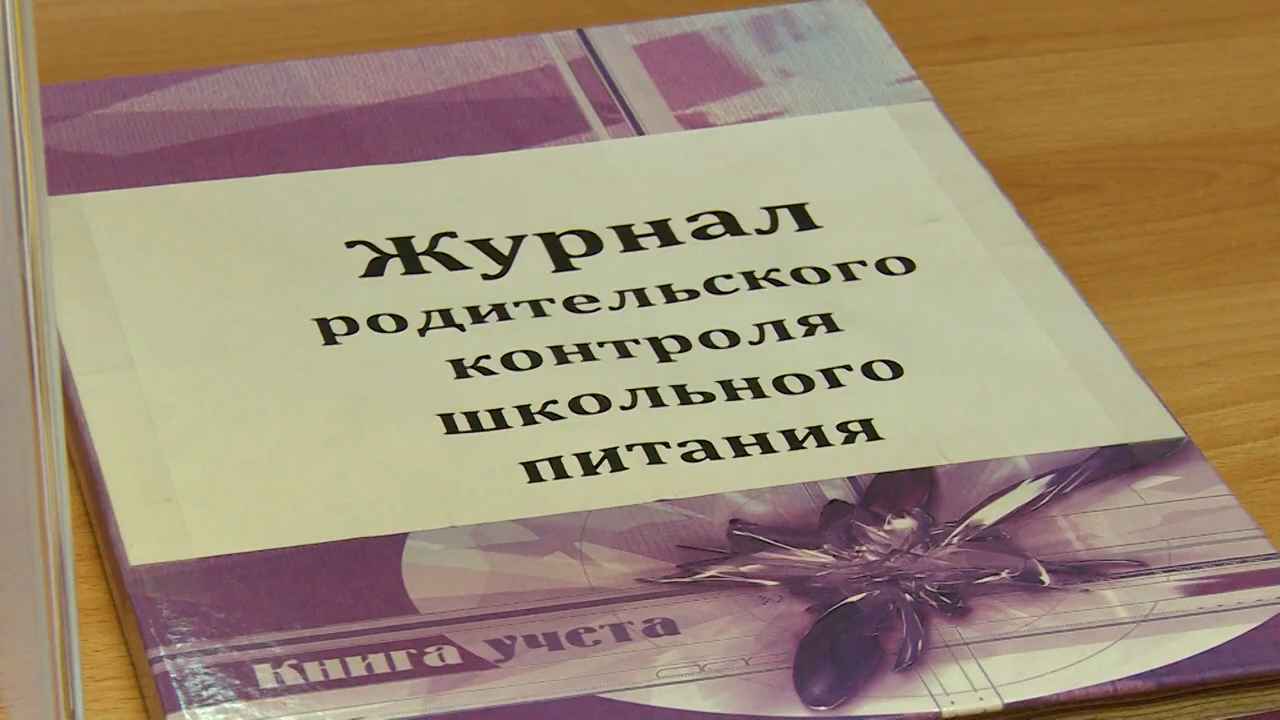 Журнал
родительского
контроля
школьного
питания
Книга учета